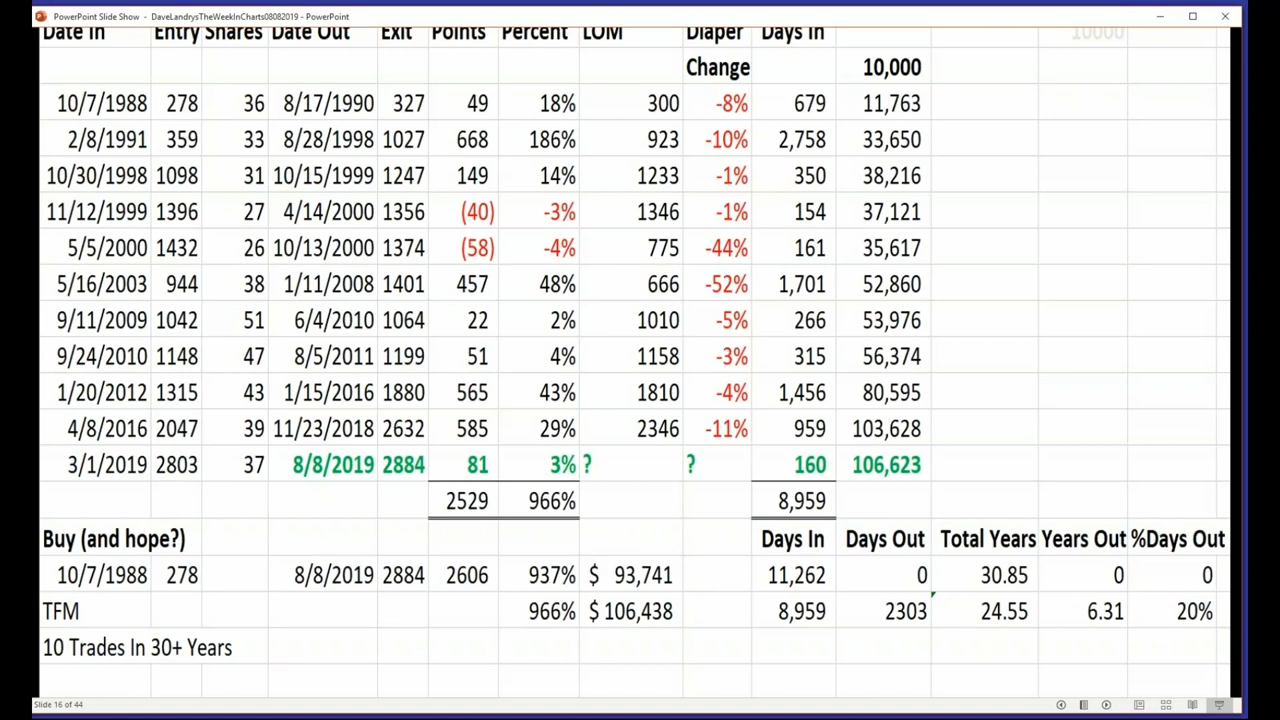 PowerPoint Slide Show - DaveLandrysTheWeekInCharts08082019 - PowerPoint
Date In Entry Shares Date Out Exit Points Percent LOM Diaper Days In 10000
Change 10,000
10/7/1988 278 36 8/17/1990 327 49 18% 300 -8% 679 11,763
2/8/1991 359 33 8/28/1998 1027 668 186% 923 -10% 2,758 33,650
10/30/1998 1098 31 10/15/1999 1247 149 14% 1233 -1% 350 38,216
11/12/1999 1396 27 4/14/2000 1356 (40) -3% 1346 -1% 154 37,121
5/5/2000 1432 26 10/13/2000 1374 (58) -4% 775 -44% 161 35,617
5/16/2003 944 38 1/11/2008 1401 457 48% 666 -52% 1,701 52,860
9/11/2009 1042 51 6/4/2010 1064 22 2% 1010 -5% 266 53,976
9/24/2010 1148 47 8/5/2011 1199 51 4% 1158 -3% 315 56,374
1/20/2012 1315 43 1/15/2016 1880 565 43% 1810 -4% 1,456 80,595
4/8/2016 2047 39 11/23/2018 2632 585 29% 2346 -11% 959 103,628
3/1/2019 2803 37 8/8/2019 2884 81 3% ? ? 160 106,623
2529 966% 8,959
Buy (and hope?) Days In Days Out Total Years Years Out %Days Out
10/7/1988 278 8/8/2019 2884 2606 937% $ 93,741 11,262 0 30.85 0 0
TFM 966% $ 106,438 8,959 2303 24.55 6.31 20%
10 Trades In 30+ Years
Slide 16 of 44